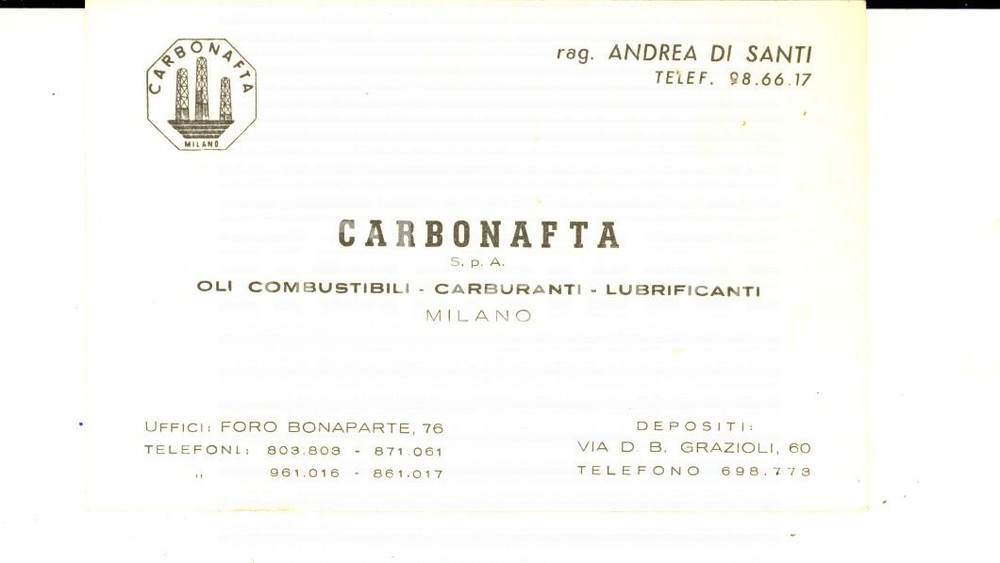 CARBONAFTA
MILANO
rag. ANDREA DI SANTI
TELEF. 98.66.17
CARBONAFTA
S. p. A.
OLI COMBUSTIBILI - CARBURANTI - LUBRIFICANTI
MILANO
UFFICI: FORO BONAPARTE, 76
TELEFONI: 803.803 - 871.061
" 961.016 - 861.017
DEPOSITI:
VIA D. B. GRAZIOLI, 60
TELEFONO 698.773